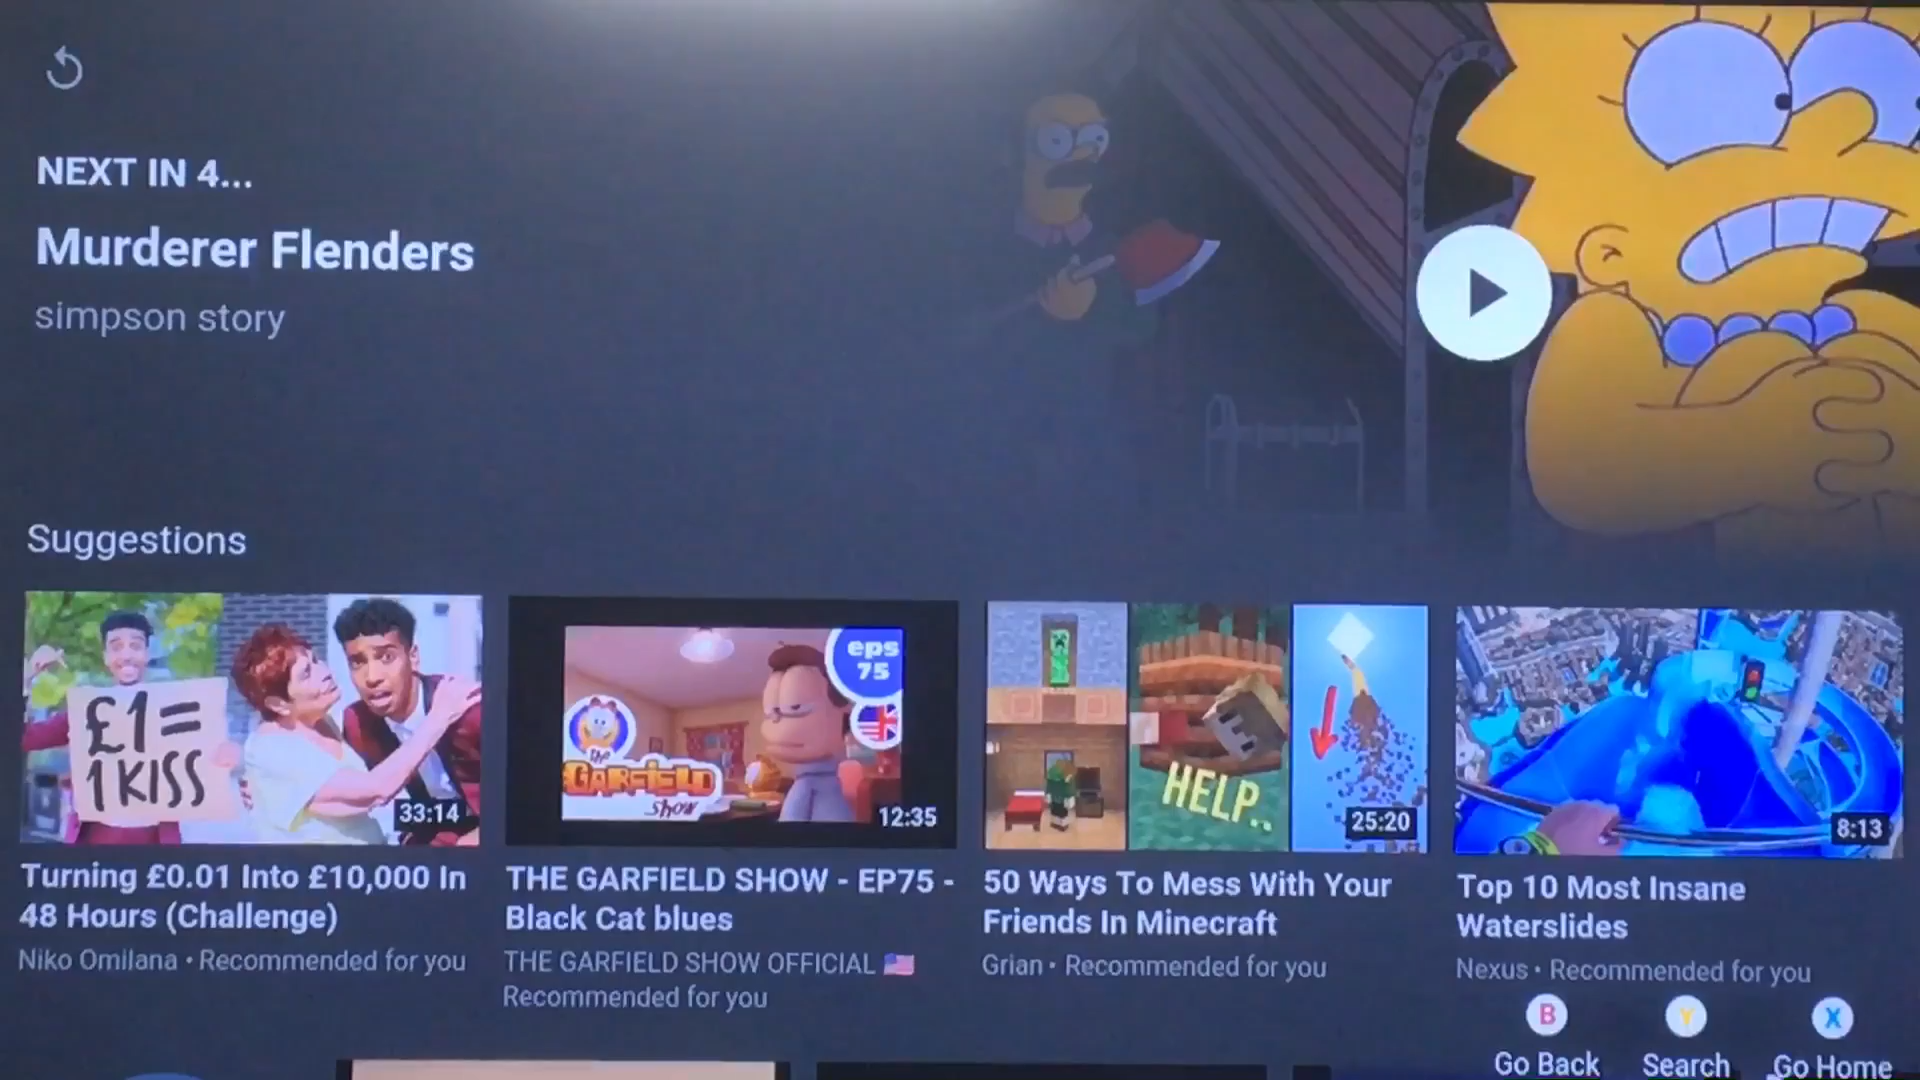 NEXT IN 4...
Murderer Flenders
simpson story
Suggestions
£1=
1 KISS
33:14
eps
75
the
GARFIELD
show
12:35
HELP..
25:20
8:13
Turning £0.01 Into £10,000 In
48 Hours (Challenge)
Niko Omilana • Recommended for you
THE GARFIELD SHOW - EP75 -
Black Cat blues
THE GARFIELD SHOW OFFICIAL
Recommended for you
50 Ways To Mess With Your
Friends In Minecraft
Grian • Recommended for you
Top 10 Most Insane
Waterslides
Nexus • Recommended for you
B
Go Back
Y
Search
X
Go Home